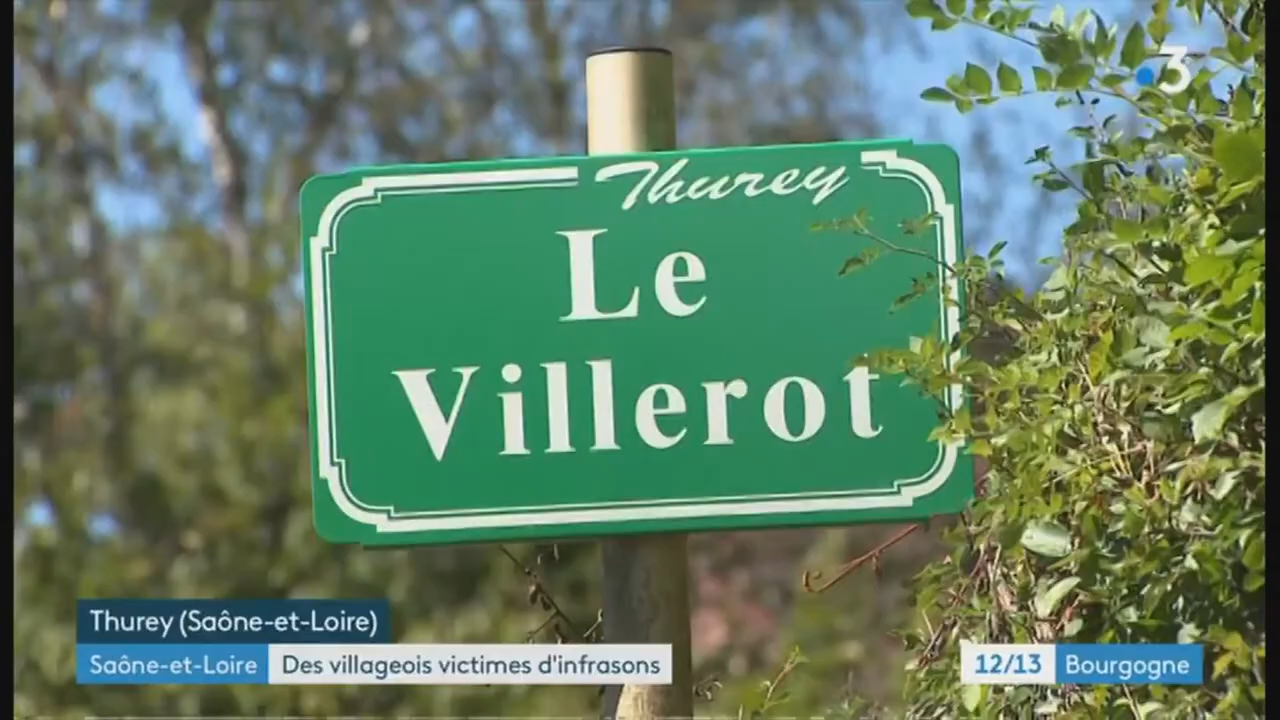 3
Thurey
Le
Villerot
Thurey (Saône-et-Loire)
Saône-et-Loire Des villageois victimes d'infrasons
12/13 Bourgogne